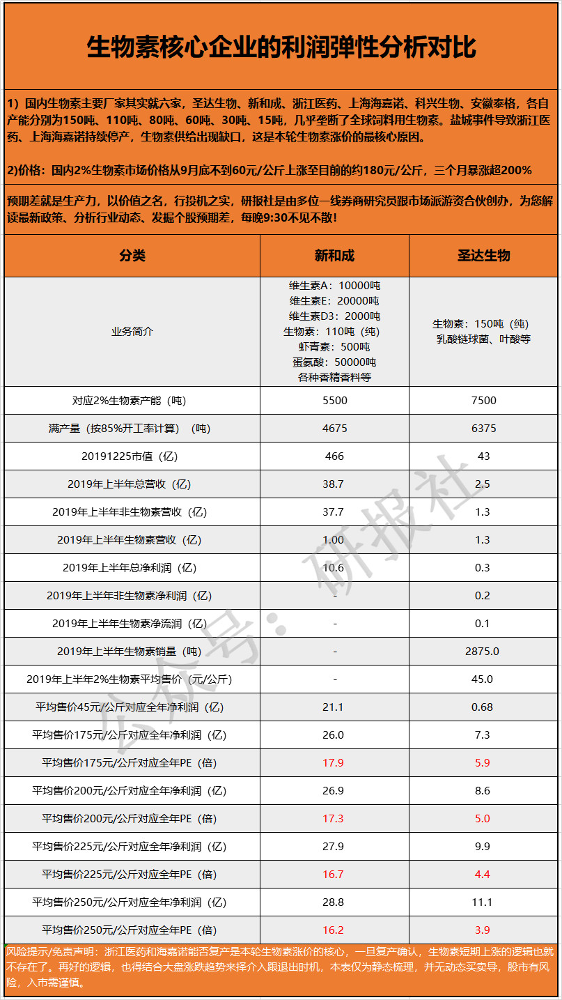 生物素核心企业的利润弹性分析对比
1）国内生物素主要厂家其实就六家，圣达生物、新和成、浙江医药、上海海嘉诺、科兴生物、安徽泰格，各自
产能分别为150吨、110吨、80吨、60吨、30吨、15吨，几乎垄断了全球饲料用生物素。盐城事件导致浙江医
药、上海海嘉诺持续停产，生物素供给出现缺口，这是本轮生物素涨价的最核心原因。
2)价格：国内2%生物素市场价格从9月底不到60元/公斤上涨至目前的约180元/公斤，三个月暴涨超200%
预期差就是生产力，以价值之名，行投机之实，研报社是由多位一线券商研究员跟市场派游资合伙创办，为您解
读最新政策、分析行业动态、发掘个股预期差，每晚9:30不见不散！
分类 新和成 圣达生物
业务简介
维生素A：10000吨
维生素E：20000吨
维生素D3：2000吨
生物素：110吨（纯）
虾青素：500吨
蛋氨酸：50000吨
各种香精香料等
生物素：150吨（纯）
乳酸链球菌、叶酸等
对应2%生物素产能（吨） 5500 7500
满产量（按85%开工率计算）（吨） 4675 6375
20191225市值（亿） 466 43
2019年上半年总营收（亿） 38.7 2.5
2019年上半年非生物素营收（亿） 37.7 1.3
2019年上半年生物素营收（亿） 1.00 1.3
2019年上半年总净利润（亿） 10.6 0.3
2019年上半年非生物素净利润（亿） - 0.2
2019年上半年生物素净流润（亿） - 0.1
2019年上半年生物素销量（吨） - 2875.0
2019年上半年2%生物素平均售价（元/公斤） - 45.0
平均售价45元/公斤对应全年净利润（亿） 21.1 0.68
平均售价175元/公斤对应全年净利润（亿） 26.0 7.3
平均售价175元/公斤对应全年PE（倍） 17.9 5.9
平均售价200元/公斤对应全年净利润（亿） 26.9 8.6
平均售价200元/公斤对应全年PE（倍） 17.3 5.0
平均售价225元/公斤对应全年净利润（亿） 27.9 9.9
平均售价225元/公斤对应全年PE（倍） 16.7 4.4
平均售价250元/公斤对应全年净利润（亿） 28.8 11.1
平均售价250元/公斤对应全年PE（倍） 16.2 3.9
风险提示/免责声明：浙江医药和海嘉诺能否复产是本轮生物素涨价的核心，一旦复产确认，生物素短期上涨的逻辑也就
不存在了。再好的逻辑，也得结合大盘涨跌趋势来择介入跟退出时机，本表仅为静态梳理，并无动态买卖导，股市有风
险，入市需谨慎。
公众号：研报社